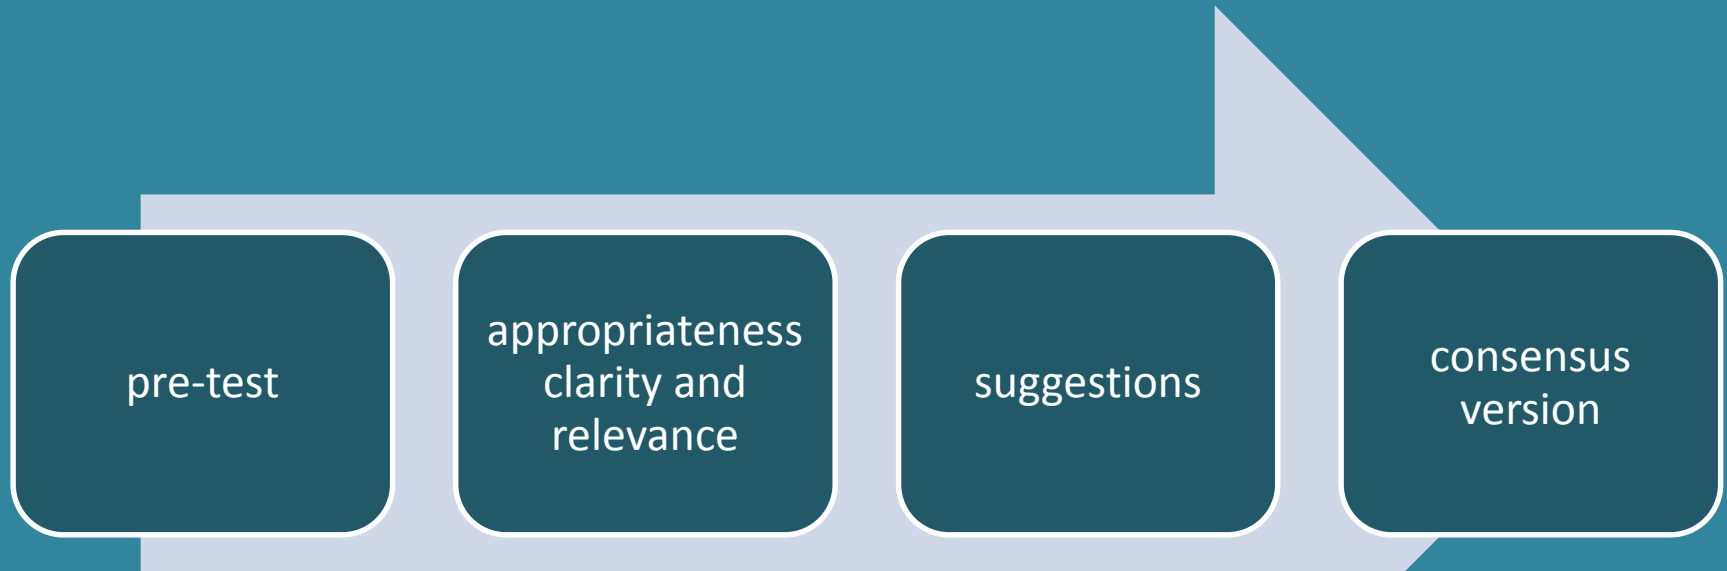 pre-test
appropriateness
clarity and
relevance
suggestions
consensus
version